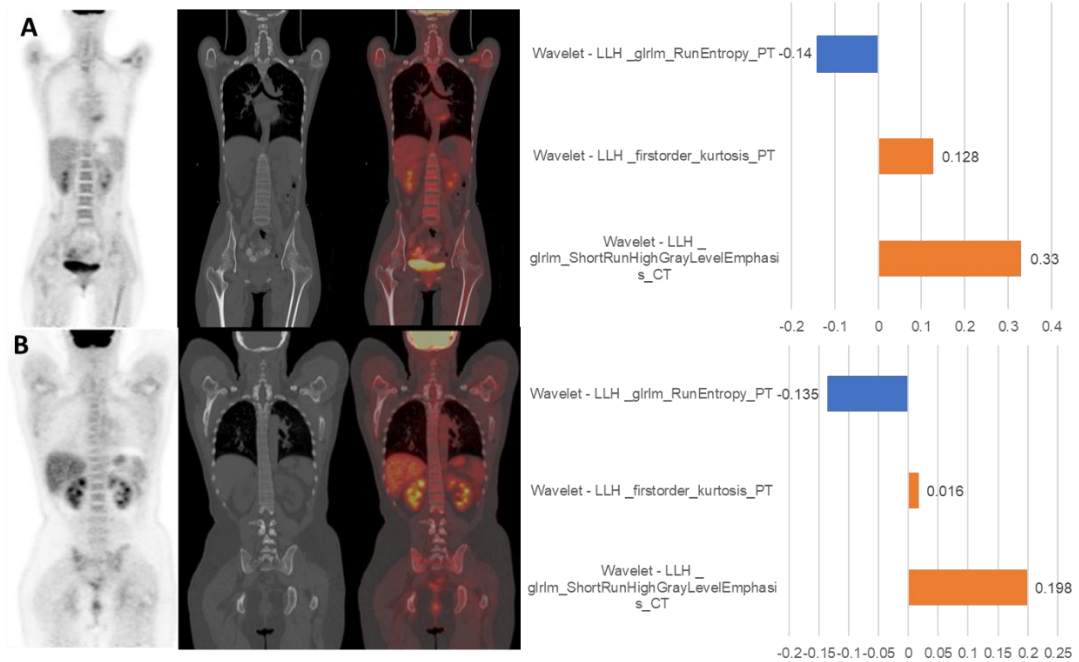 A
Wavelet - LLH _glrlm_RunEntropy_PT -0.14
Wavelet - LLH _firstorder_kurtosis_PT
0.128
Wavelet - LLH _
glrlm_ShortRunHighGrayLevelEmphasi
s_CT
0.33
-0.2 -0.1 0 0.1 0.2 0.3 0.4
B
Wavelet - LLH _glrlm_RunEntropy_PT -0.135
Wavelet - LLH _firstorder_kurtosis_PT
0.016
Wavelet - LLH _
glrlm_ShortRunHighGrayLevelEmphasi
s_CT
0.198
-0.2 -0.15 -0.1 -0.05 0 0.05 0.1 0.15 0.2 0.25